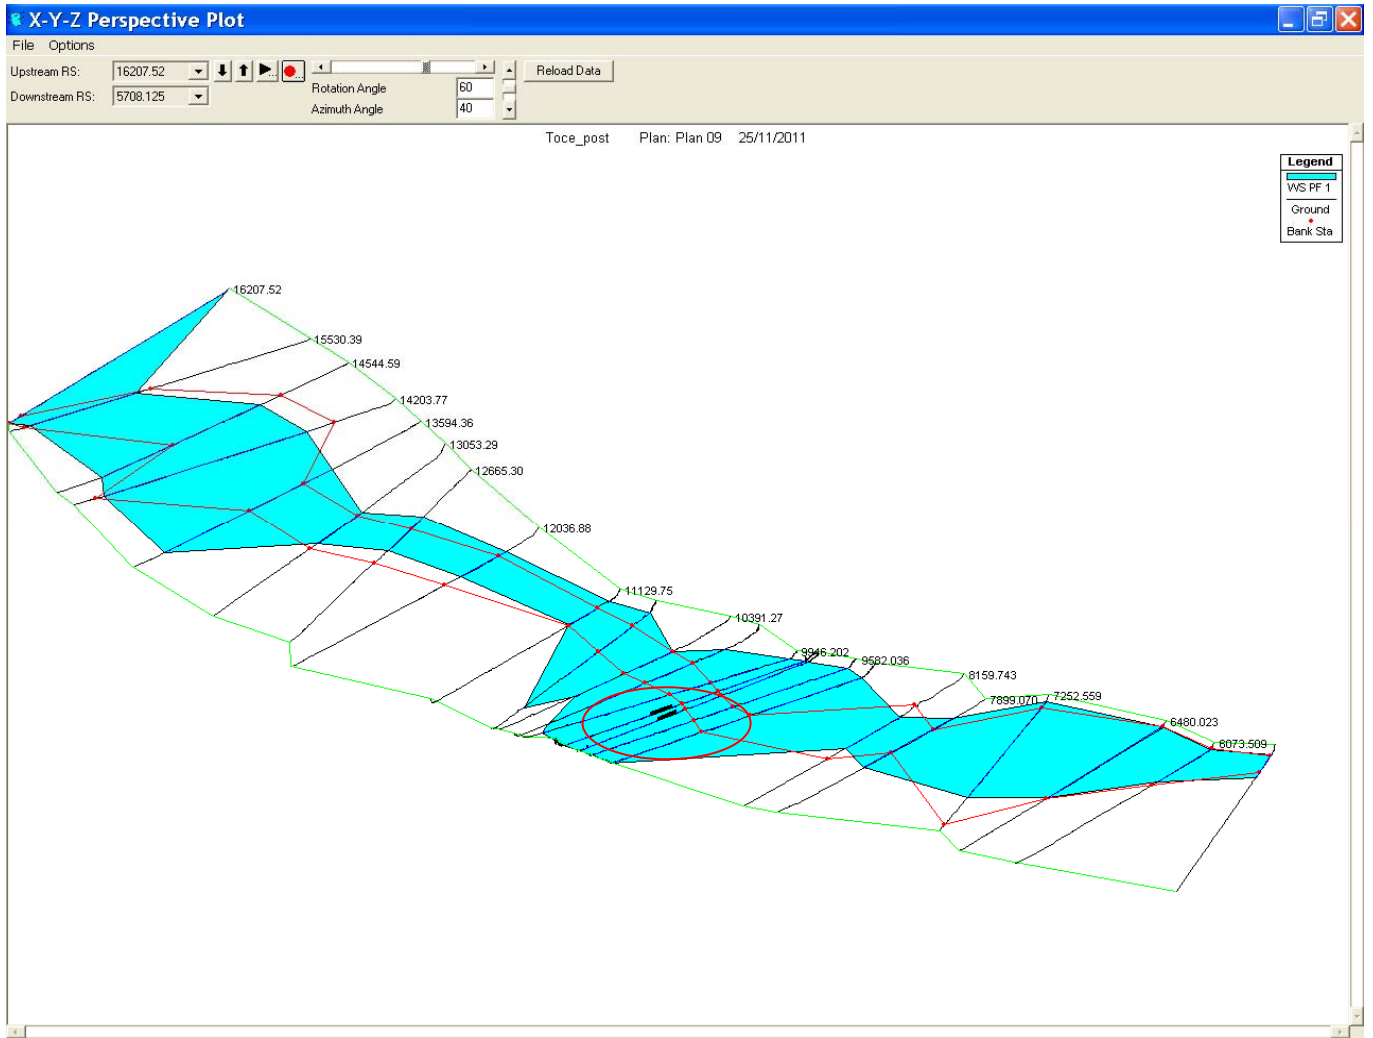 X-Y-Z Perspective Plot
File Options
Upstream RS: 16207.52
Downstream RS: 5708.125
Rotation Angle 60
Azimuth Angle 40
Reload Data
Toce_post Plan: Plan 09 25/11/2011
Legend
WS PF 1
Ground
Bank Sta
16207.52
15530.39
14544.59
14203.77
13594.36
13053.29
12665.30
12036.88
11129.75
10391.27
9946.202
9582.036
8159.743
7899.070
7252.559
6480.023
6073.509